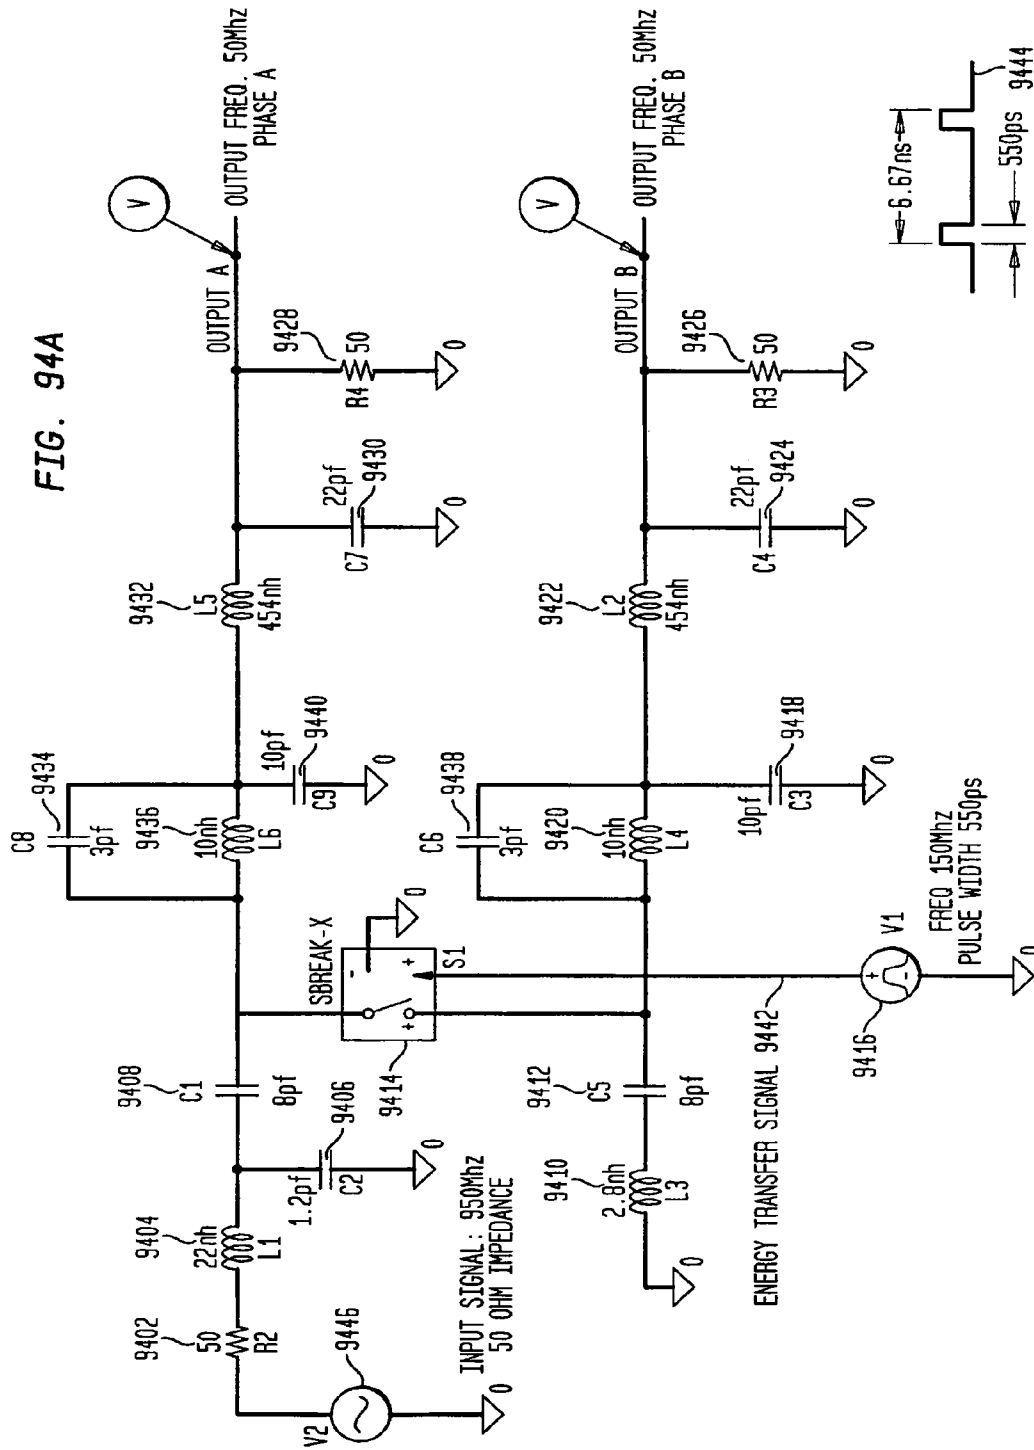 FIG. 94A
V2
9446
INPUT SIGNAL: 950Mhz
50 OHM IMPEDANCE
0
9402
50
R2
9404
22nh
L1
1.2pf
9406
C2
0
9408
C1
8pf
SBREAK-X
-
+
+
S1
0
9414
C8
9434
3pf
9436
10nh
L6
10pf
9440
C9
0
9432
L5
454nh
22pf
9430
C7
0
OUTPUT A
9428
50
R4
0
V
OUTPUT FREQ. 50Mhz
PHASE A
0
9410
2.8nh
L3
9412
C5
8pf
C6
9438
3pf
9420
10nh
L4
10pf
9418
C3
0
9422
L2
454nh
22pf
9424
C4
0
OUTPUT B
9426
50
R3
0
V
OUTPUT FREQ. 50Mhz
PHASE B
ENERGY TRANSFER SIGNAL 9442
9416
+
-
V1
FREQ 150Mhz
PULSE WIDTH 550ps
0
6.67ns
550ps
9444